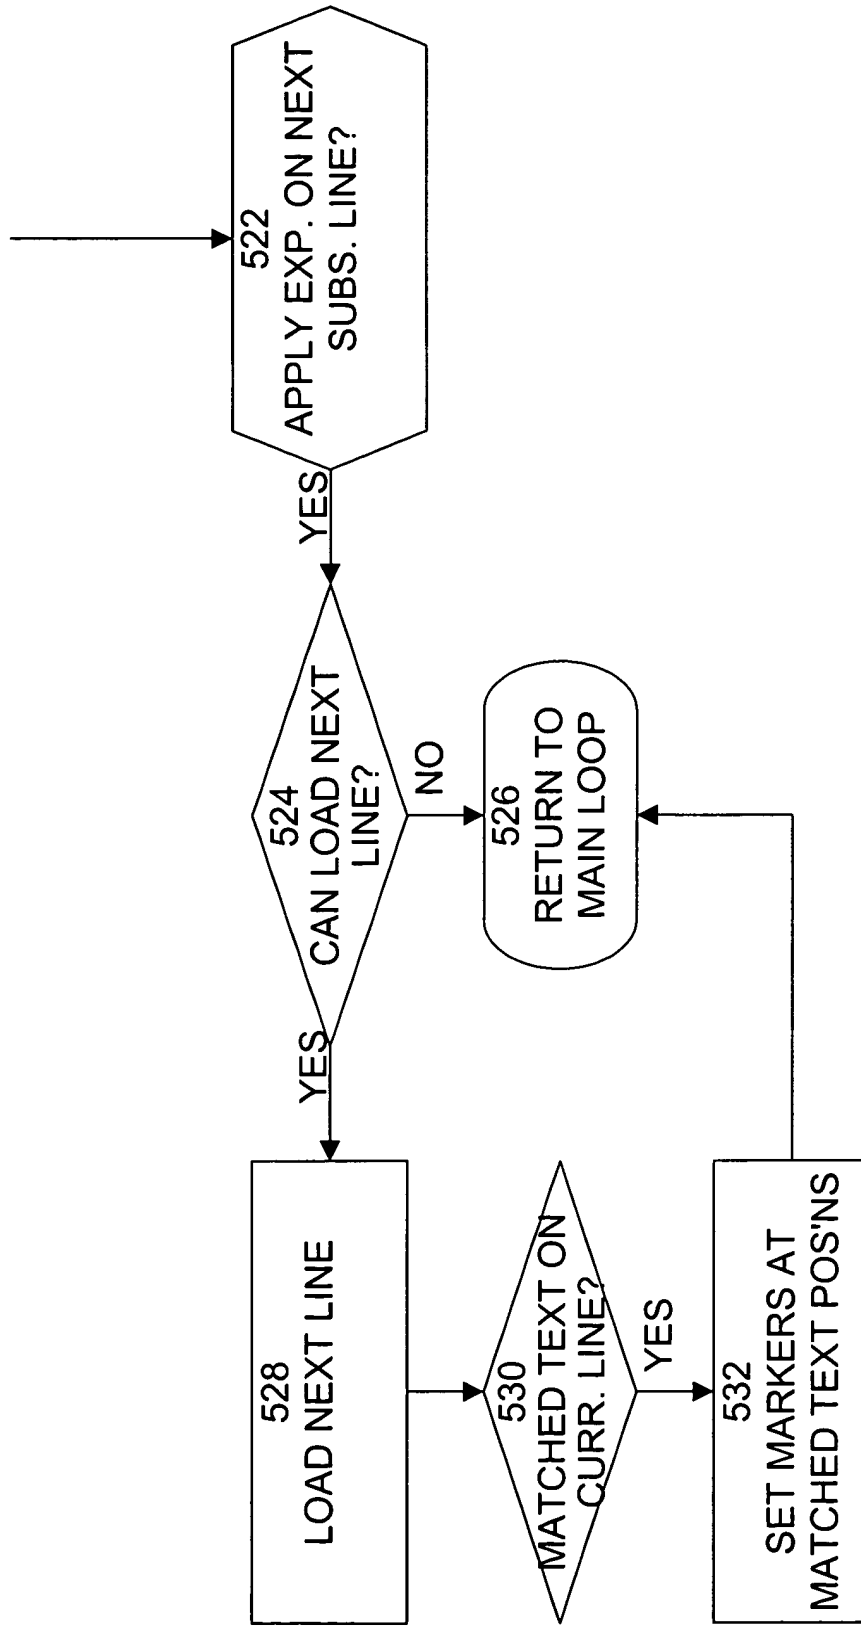 522
APPLY EXP. ON NEXT
SUBS. LINE?
YES
524
CAN LOAD NEXT
LINE?
NO
526
RETURN TO
MAIN LOOP
YES
528
LOAD NEXT LINE
530
MATCHED TEXT ON
CURR. LINE?
YES
532
SET MARKERS AT
MATCHED TEXT POS'NS